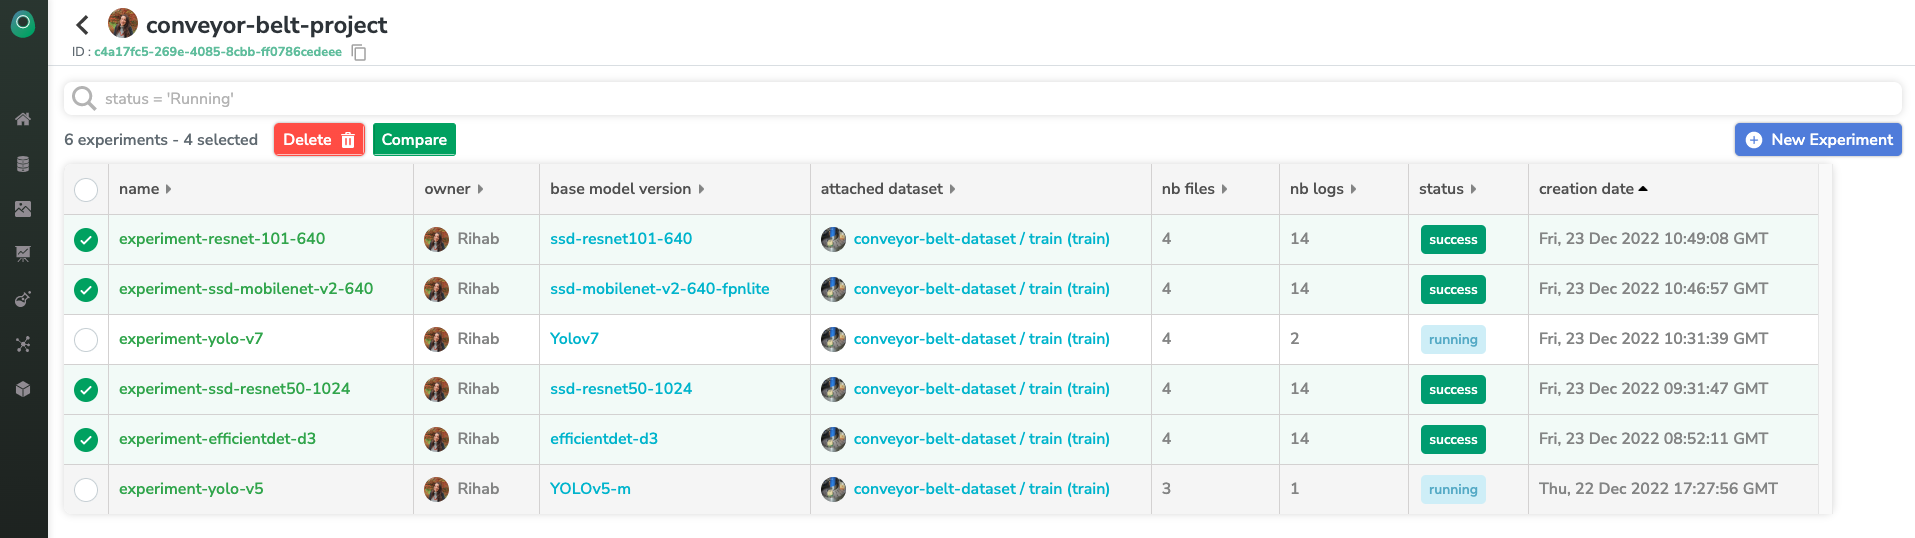 conveyor-belt-project
ID : c4a17fc5-269e-4085-8cbb-ff0786cedeee
status = 'Running'
6 experiments - 4 selected Delete Compare New Experiment
name owner base model version attached dataset nb files nb logs status creation date
experiment-resnet-101-640 Rihab ssd-resnet101-640 conveyor-belt-dataset / train (train) 4 14 success Fri, 23 Dec 2022 10:49:08 GMT
experiment-ssd-mobilenet-v2-640 Rihab ssd-mobilenet-v2-640-fpnlite conveyor-belt-dataset / train (train) 4 14 success Fri, 23 Dec 2022 10:46:57 GMT
experiment-yolo-v7 Rihab Yolov7 conveyor-belt-dataset / train (train) 4 2 running Fri, 23 Dec 2022 10:31:39 GMT
experiment-ssd-resnet50-1024 Rihab ssd-resnet50-1024 conveyor-belt-dataset / train (train) 4 14 success Fri, 23 Dec 2022 09:31:47 GMT
experiment-efficientdet-d3 Rihab efficientdet-d3 conveyor-belt-dataset / train (train) 4 14 success Fri, 23 Dec 2022 08:52:11 GMT
experiment-yolo-v5 Rihab YOLOv5-m conveyor-belt-dataset / train (train) 3 1 running Thu, 22 Dec 2022 17:27:56 GMT